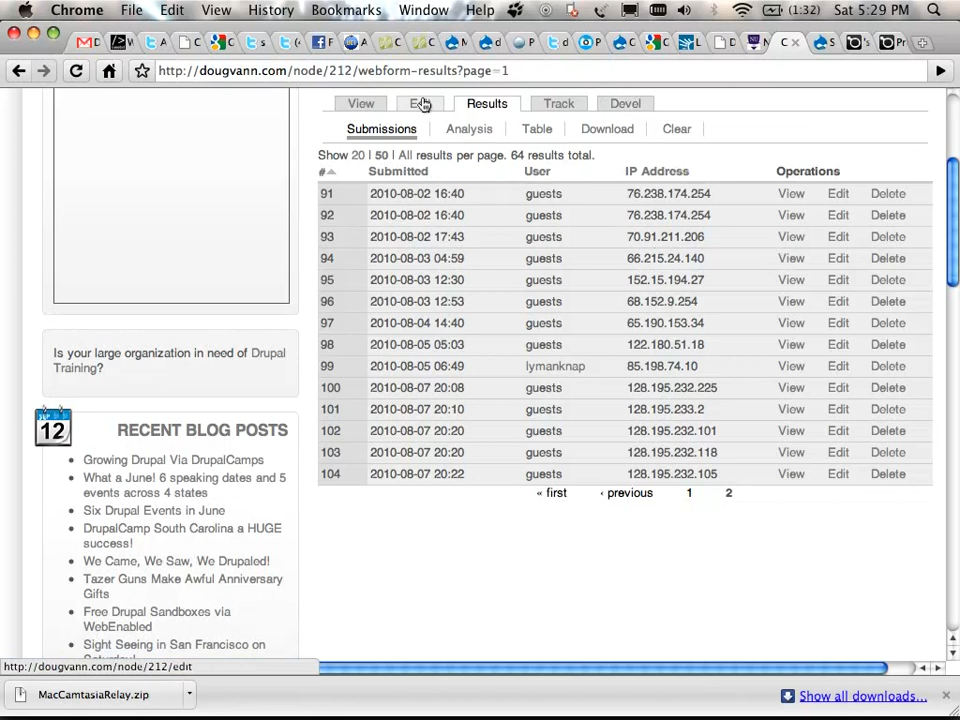 Chrome File Edit View History Bookmarks Window Help (1:32) Sat 5:29 PM
http://dougvann.com/node/212/webform-results?page=1
View Results Track Devel
Submissions Analysis Table Download Clear
Show 20 | 50 | All results per page. 64 results total.
# Submitted User IP Address Operations
91 2010-08-02 16:40 guests 76.238.174.254 View Edit Delete
92 2010-08-02 16:40 guests 76.238.174.254 View Edit Delete
93 2010-08-02 17:43 guests 70.91.211.206 View Edit Delete
94 2010-08-03 04:59 guests 66.215.24.140 View Edit Delete
95 2010-08-03 12:30 guests 152.15.194.27 View Edit Delete
96 2010-08-03 12:53 guests 68.152.9.254 View Edit Delete
97 2010-08-04 14:40 guests 65.190.153.34 View Edit Delete
98 2010-08-05 05:03 guests 122.180.51.18 View Edit Delete
99 2010-08-05 06:49 lymanknap 85.198.74.10 View Edit Delete
100 2010-08-07 20:08 guests 128.195.232.225 View Edit Delete
101 2010-08-07 20:10 guests 128.195.233.2 View Edit Delete
102 2010-08-07 20:20 guests 128.195.232.101 View Edit Delete
103 2010-08-07 20:20 guests 128.195.232.118 View Edit Delete
104 2010-08-07 20:22 guests 128.195.232.105 View Edit Delete
« first ‹ previous 1 2
Is your large organization in need of Drupal
Training?
SEP
12
RECENT BLOG POSTS
Growing Drupal Via DrupalCamps
What a June! 6 speaking dates and 5
events across 4 states
Six Drupal Events in June
DrupalCamp South Carolina a HUGE
success!
We Came, We Saw, We Drupaled!
Tazer Guns Make Awful Anniversary
Gifts
Free Drupal Sandboxes via
WebEnabled
Sight Seeing in San Francisco on
http://dougvann.com/node/212/edit
MacCamtasiaRelay.zip
Show all downloads...